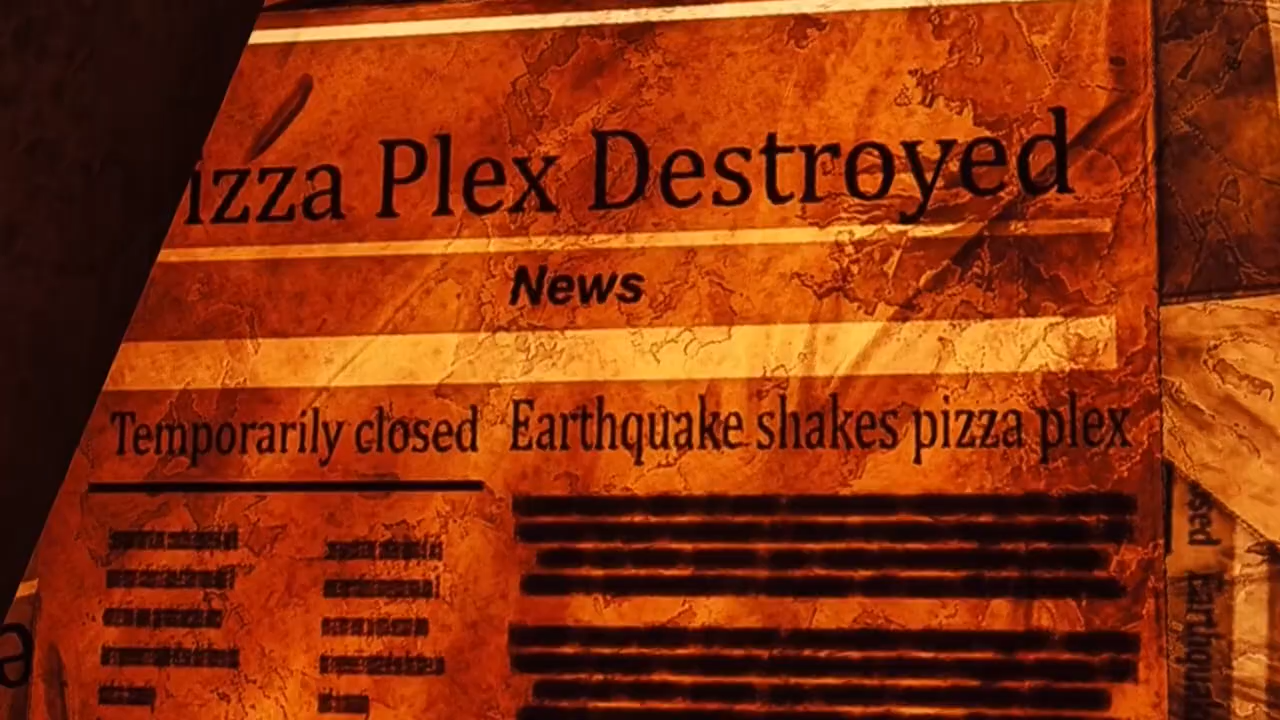 izza Plex Destroyed
News
Temporarily closed
Earthquake shakes pizza plex